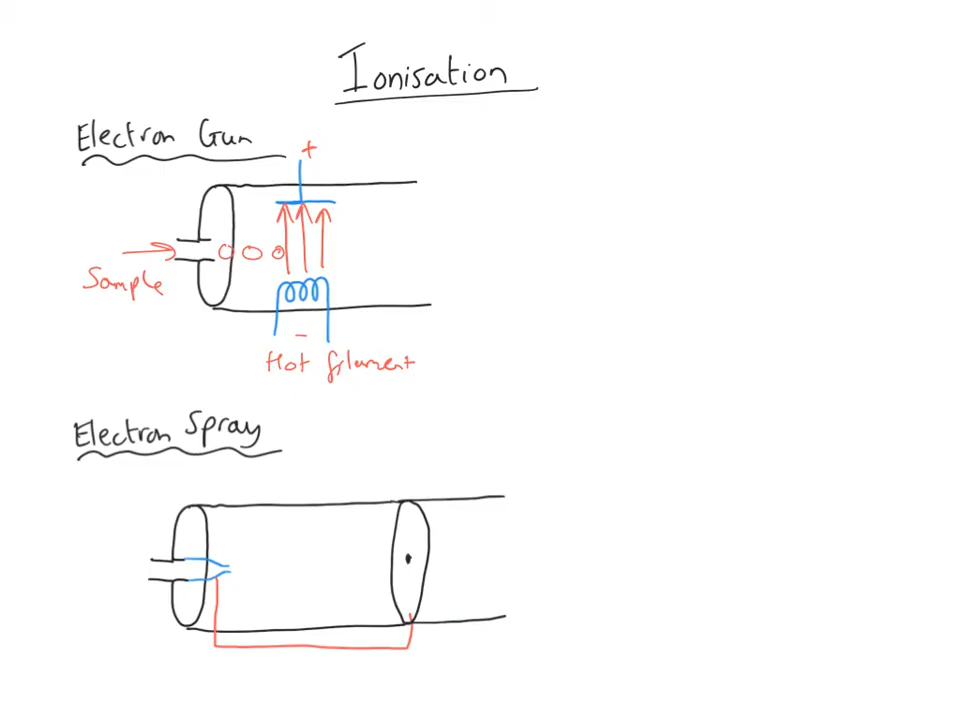 Ionisation
Electron Gun
+
Sample
-
Hot filament
Electron Spray